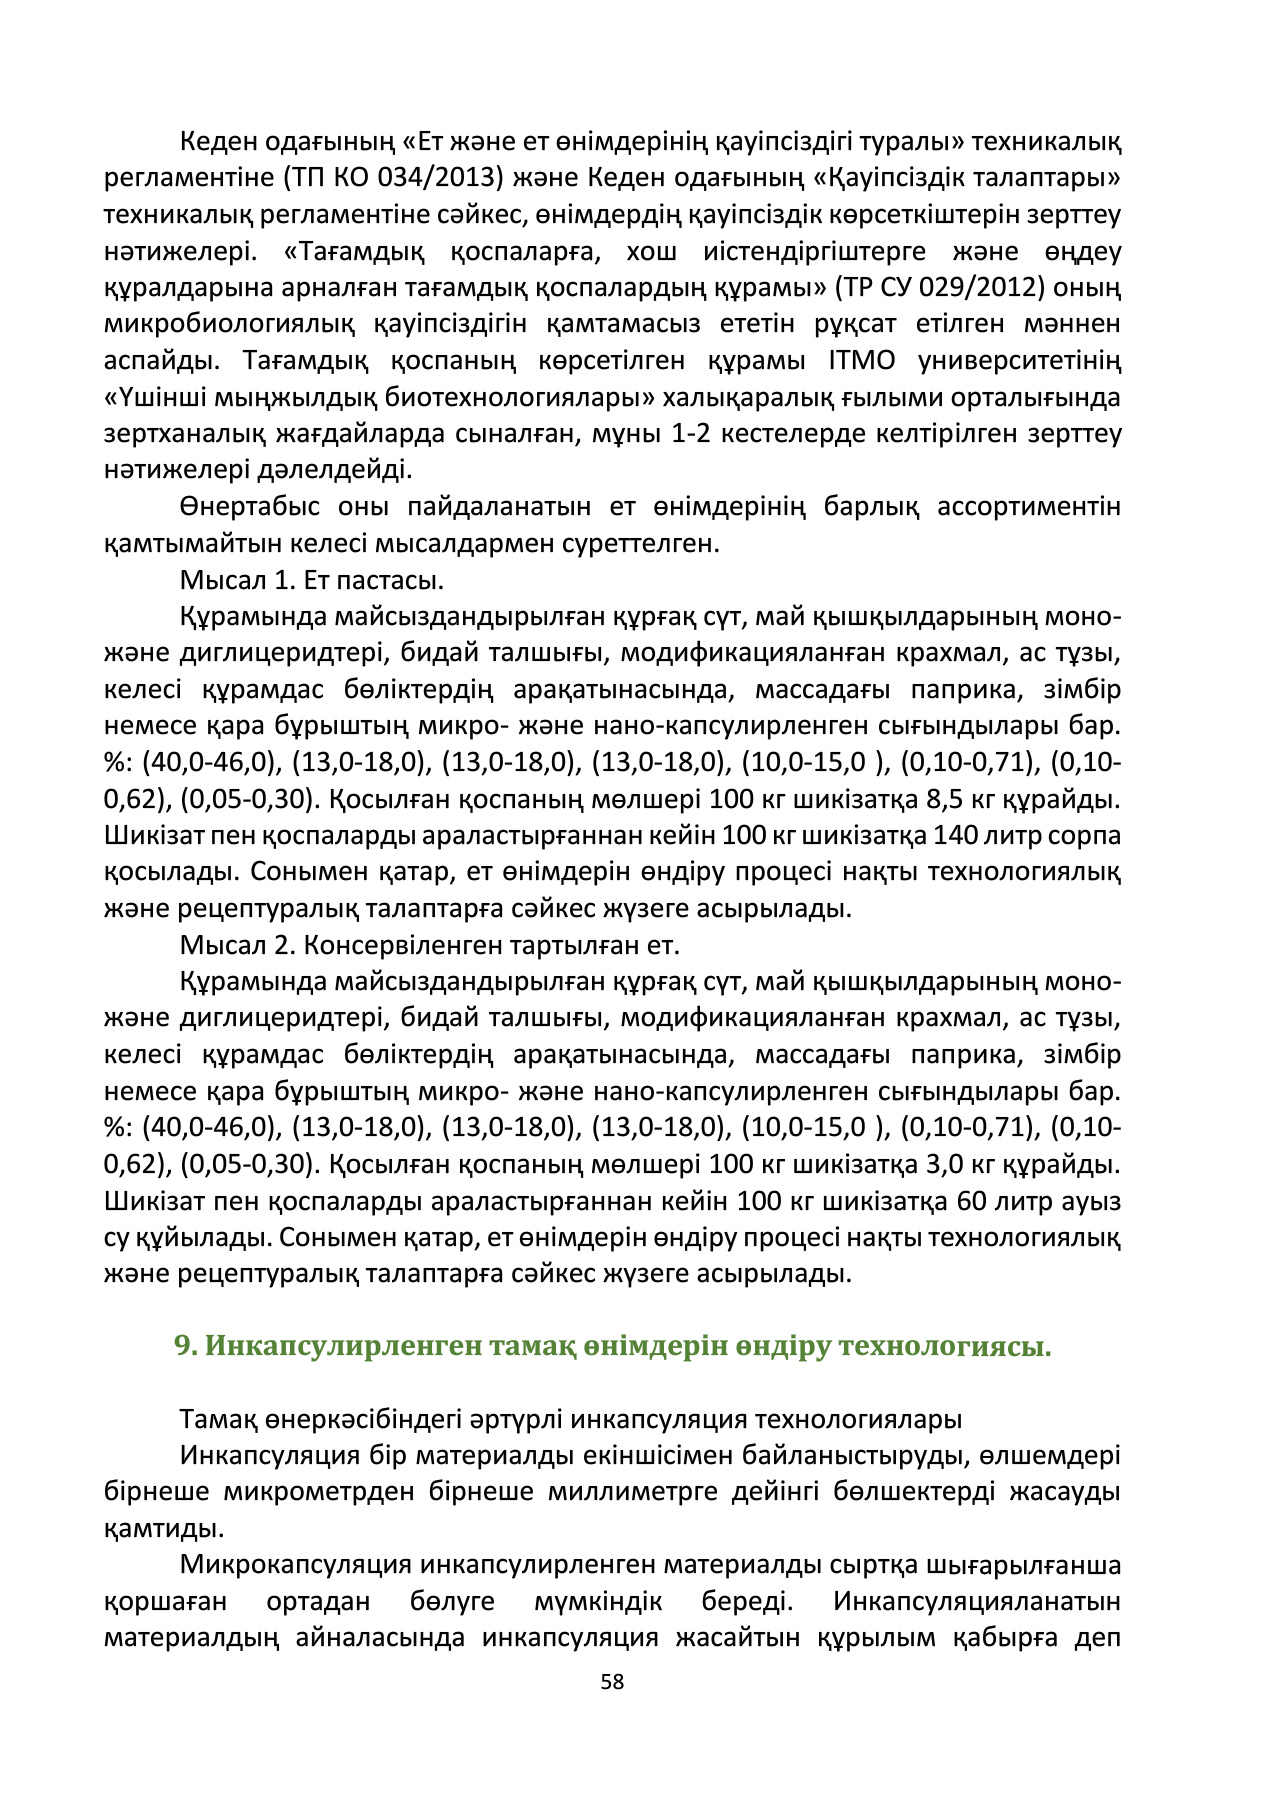 Кеден одағының «Ет және ет өнімдерінің қауіпсіздігі туралы» техникалық
регламентіне (ТП КО 034/2013) және Кеден одағының «Қауіпсіздік талаптары»
техникалық регламентіне сәйкес, өнімдердің қауіпсіздік көрсеткіштерін зерттеу
нәтижелері. «Тағамдық қоспаларға, хош иістендіргіштерге және өңдеу
құралдарына арналған тағамдық қоспалардың құрамы» (ТР СУ 029/2012) оның
микробиологиялық қауіпсіздігін қамтамасыз ететін рұқсат етілген мәннен
аспайды. Тағамдық қоспаның көрсетілген құрамы ІТМО университетінің
«Үшінші мыңжылдық биотехнологиялары» халықаралық ғылыми орталығында
зертханалық жағдайларда сыналған, мұны 1-2 кестелерде келтірілген зерттеу
нәтижелері дәлелдейді.
Өнертабыс оны пайдаланатын ет өнімдерінің барлық ассортиментін
қамтымайтын келесі мысалдармен суреттелген.
Мысал 1. Ет пастасы.
Құрамында майсыздандырылған құрғақ сүт, май қышқылдарының моно-
және диглицеридтері, бидай талшығы, модификацияланған крахмал, ас тұзы,
келесі құрамдас бөліктердің арақатынасында, массадағы паприка, зімбір
немесе қара бұрыштың микро- және нано-капсулирленген сығындылары бар.
%: (40,0-46,0), (13,0-18,0), (13,0-18,0), (13,0-18,0), (10,0-15,0 ), (0,10-0,71), (0,10-
0,62), (0,05-0,30). Қосылған қоспаның мөлшері 100 кг шикізатқа 8,5 кг құрайды.
Шикізат пен қоспаларды араластырғаннан кейін 100 кг шикізатқа 140 литр сорпа
қосылады. Сонымен қатар, ет өнімдерін өндіру процесі нақты технологиялық
және рецептуралық талаптарға сәйкес жүзеге асырылады.
Мысал 2. Консервіленген тартылған ет.
Құрамында майсыздандырылған құрғақ сүт, май қышқылдарының моно-
және диглицеридтері, бидай талшығы, модификацияланған крахмал, ас тұзы,
келесі құрамдас бөліктердің арақатынасында, массадағы паприка, зімбір
немесе қара бұрыштың микро- және нано-капсулирленген сығындылары бар.
%: (40,0-46,0), (13,0-18,0), (13,0-18,0), (13,0-18,0), (10,0-15,0 ), (0,10-0,71), (0,10-
0,62), (0,05-0,30). Қосылған қоспаның мөлшері 100 кг шикізатқа 3,0 кг құрайды.
Шикізат пен қоспаларды араластырғаннан кейін 100 кг шикізатқа 60 литр ауыз
су құйылады. Сонымен қатар, ет өнімдерін өндіру процесі нақты технологиялық
және рецептуралық талаптарға сәйкес жүзеге асырылады.
9. Инкапсулирленген тамақ өнімдерін өндіру технологиясы.
Тамақ өнеркәсібіндегі әртүрлі инкапсуляция технологиялары
Инкапсуляция бір материалды екіншісімен байланыстыруды, өлшемдері
бірнеше микрометрден бірнеше миллиметрге дейінгі бөлшектерді жасауды
қамтиды.
Микрокапсуляция инкапсулирленген материалды сыртқа шығарылғанша
қоршаған ортадан бөлуге мүмкіндік береді. Инкапсуляцияланатын
материалдың айналасында инкапсуляция жасайтын құрылым қабырға деп
58